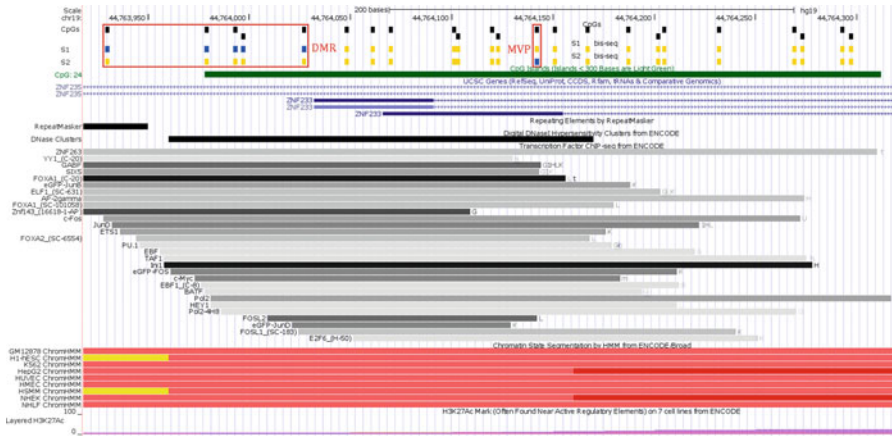 Scale 200 bases hg19
chr19: 44,763,950 44,764,000 44,764,050 44,764,100 44,764,150 44,764,200 44,764,250 44,764,300
CpGs CpGs
S1 DMR MVP S1 bis-seq
S2 S2 bis-seq
CpG Islands (Islands < 300 Bases are Light Green)
CpG: 24
UCSC Genes (RefSeq, UniProt, CCDS, Rfam, tRNAs & Comparative Genomics)
ZNF235
ZNF235
ZNF233
ZNF233
ZNF233
Repeating Elements by RepeatMasker
RepeatMasker
Digital DNaseI Hypersensitivity Clusters from ENCODE
DNase Clusters
Transcription Factor ChIP-seq from ENCODE
ZNF263
YY1_(C-20)
GABP
SIX5
FOXA1_(C-20) t
eGFP-JunB K
ELF1_(SC-631)
AP-2gamma H
FOXA1_(SC-101058) L
Znf143_(16618-1-AP) G
c-Fos U
JunD
ETS1 K
FOXA2_(SC-6554) L
PU.1
EBF
TAF1
Ini1 H
eGFP-FOS K
c-Myc
EBF1_(C-8)
BATF
Pol2
HEY1
Pol2-4H8
FOSL2 L
eGFP-JunD K
FOSL1_(SC-183) K
E2F6_(H-50)
Chromatin State Segmentation by HMM from ENCODE/Broad
GM12878 ChromHMM
H1-hESC ChromHMM
K562 ChromHMM
HepG2 ChromHMM
HUVEC ChromHMM
HMEC ChromHMM
HSMM ChromHMM
NHEK ChromHMM
NHLF ChromHMM
H3K27Ac Mark (Often Found Near Active Regulatory Elements) on 7 cell lines from ENCODE
100
Layered H3K27Ac
0